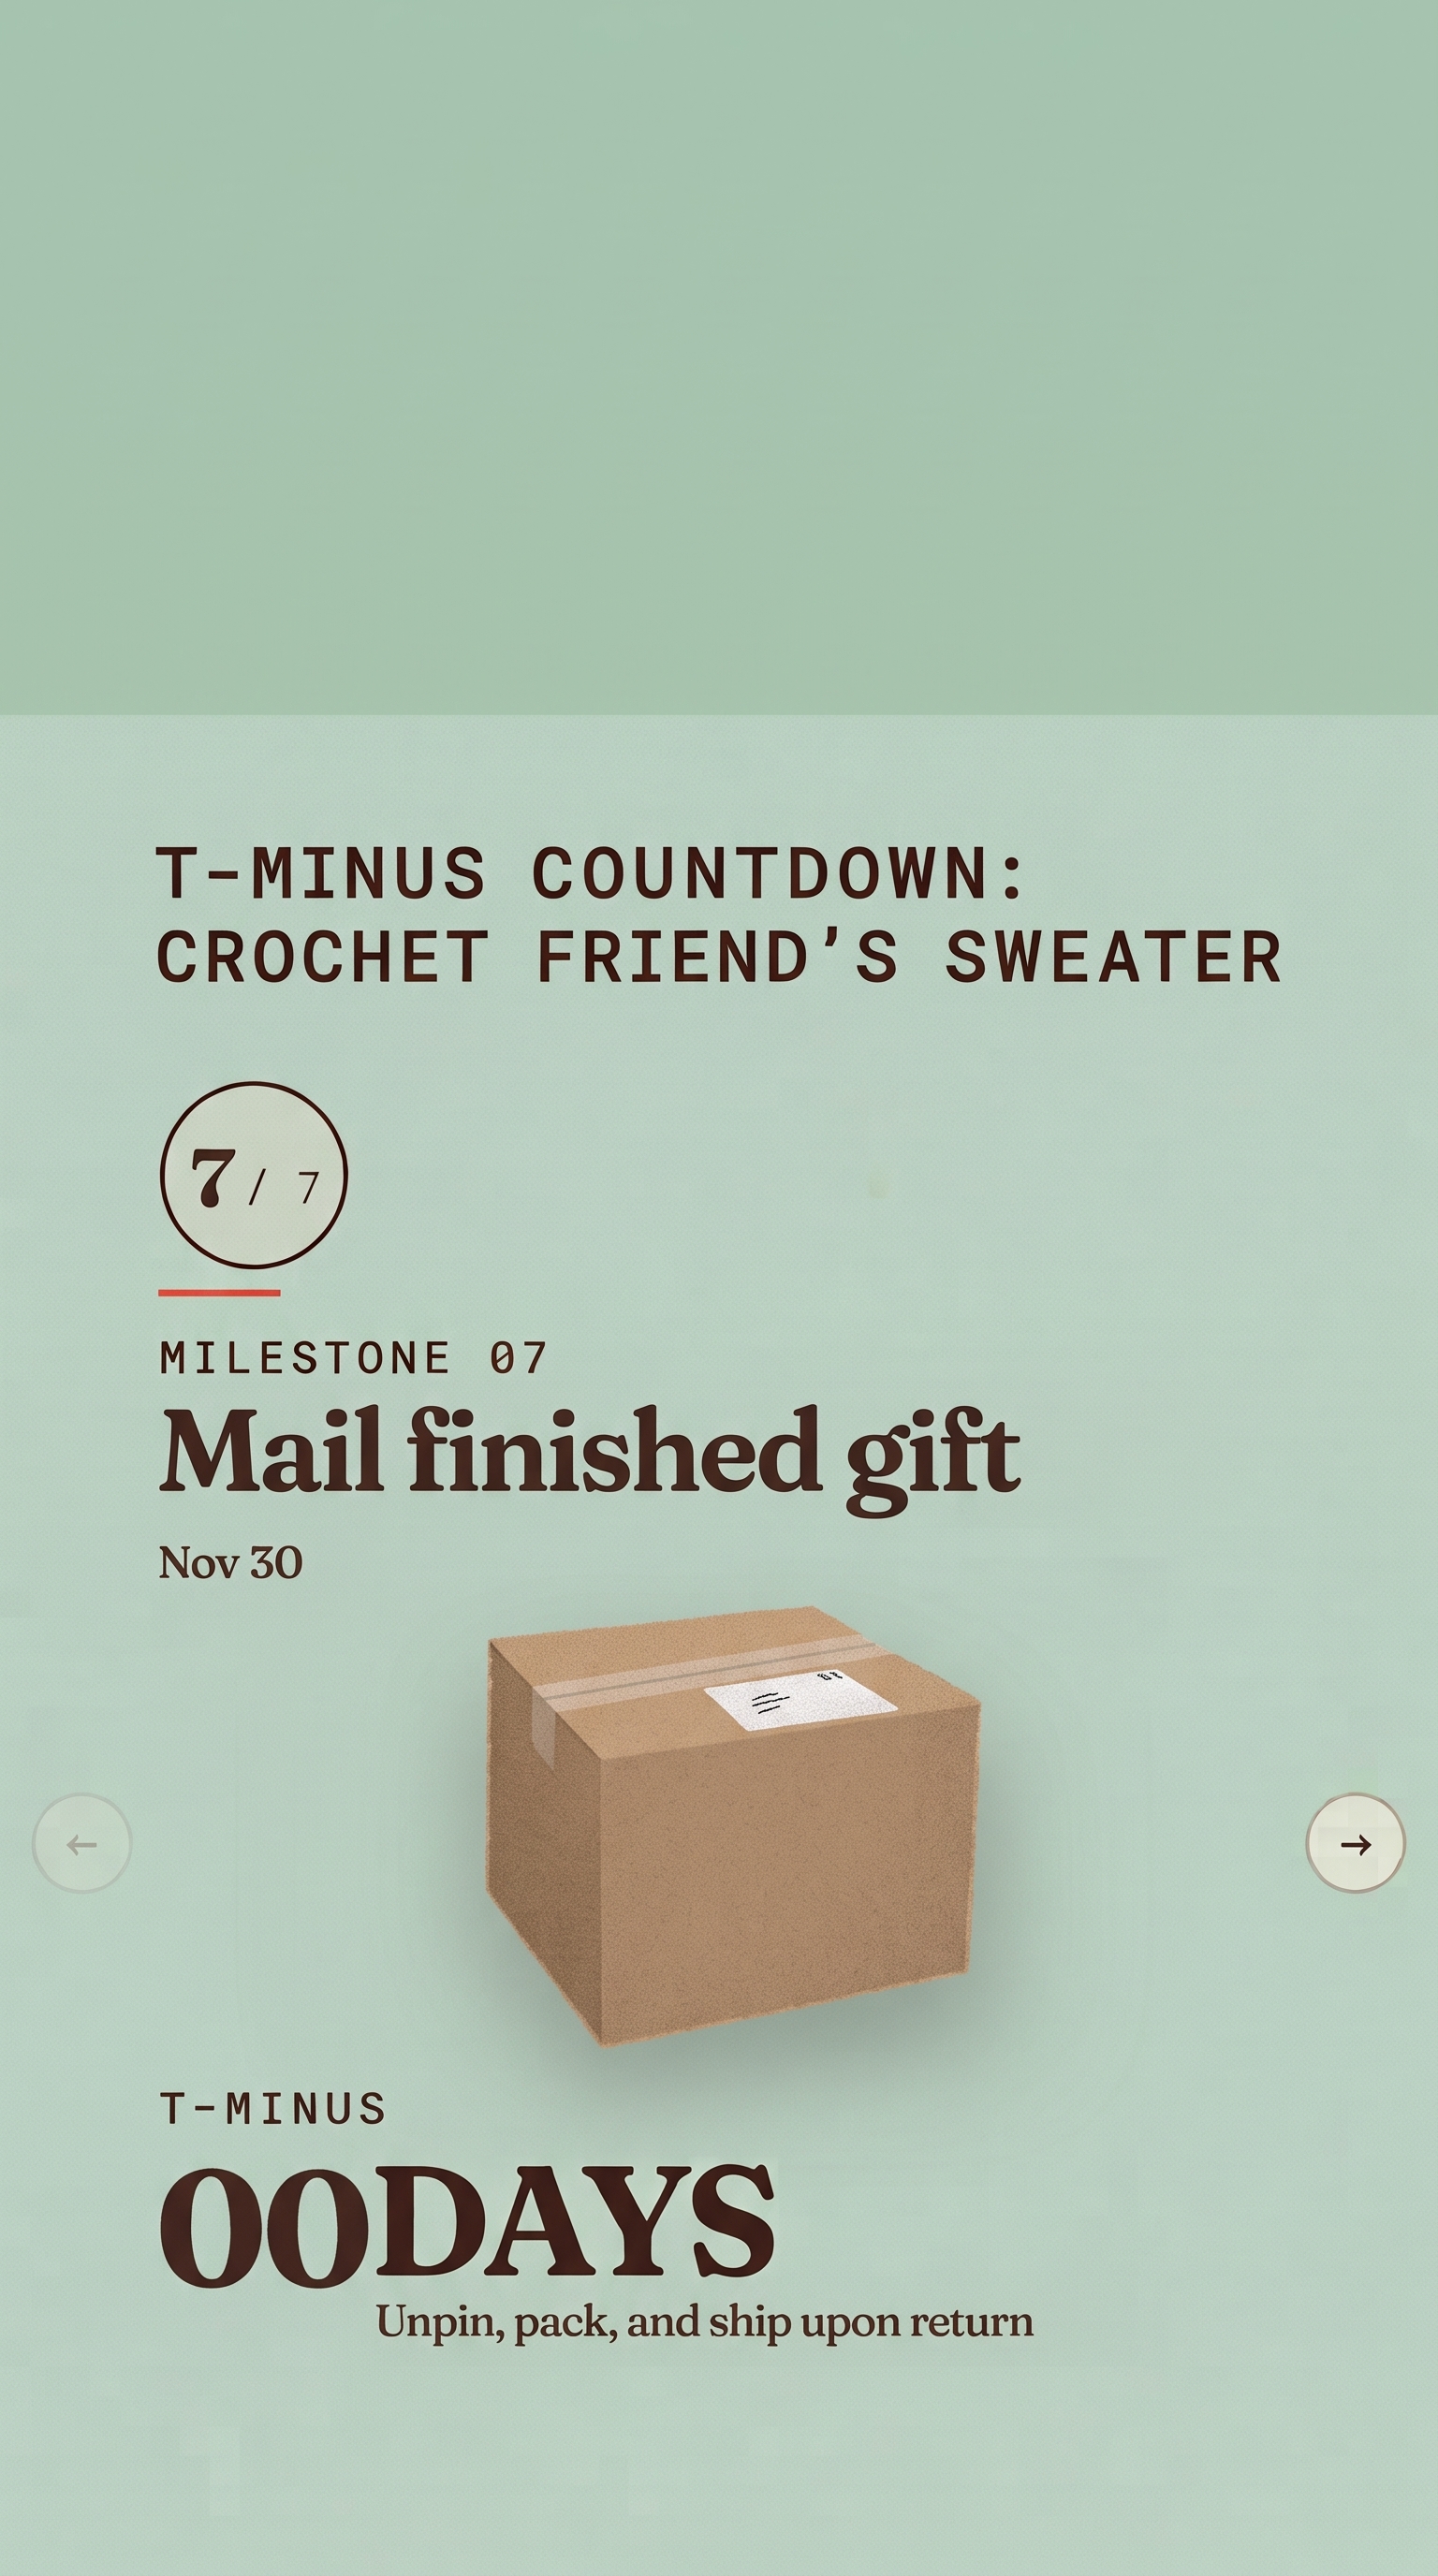 T-MINUS COUNTDOWN:
CROCHET FRIEND’S SWEATER
7 / 7
MILESTONE 07
Mail finished gift
Nov 30
←
→
T-MINUS
00DAYS
Unpin, pack, and ship upon return